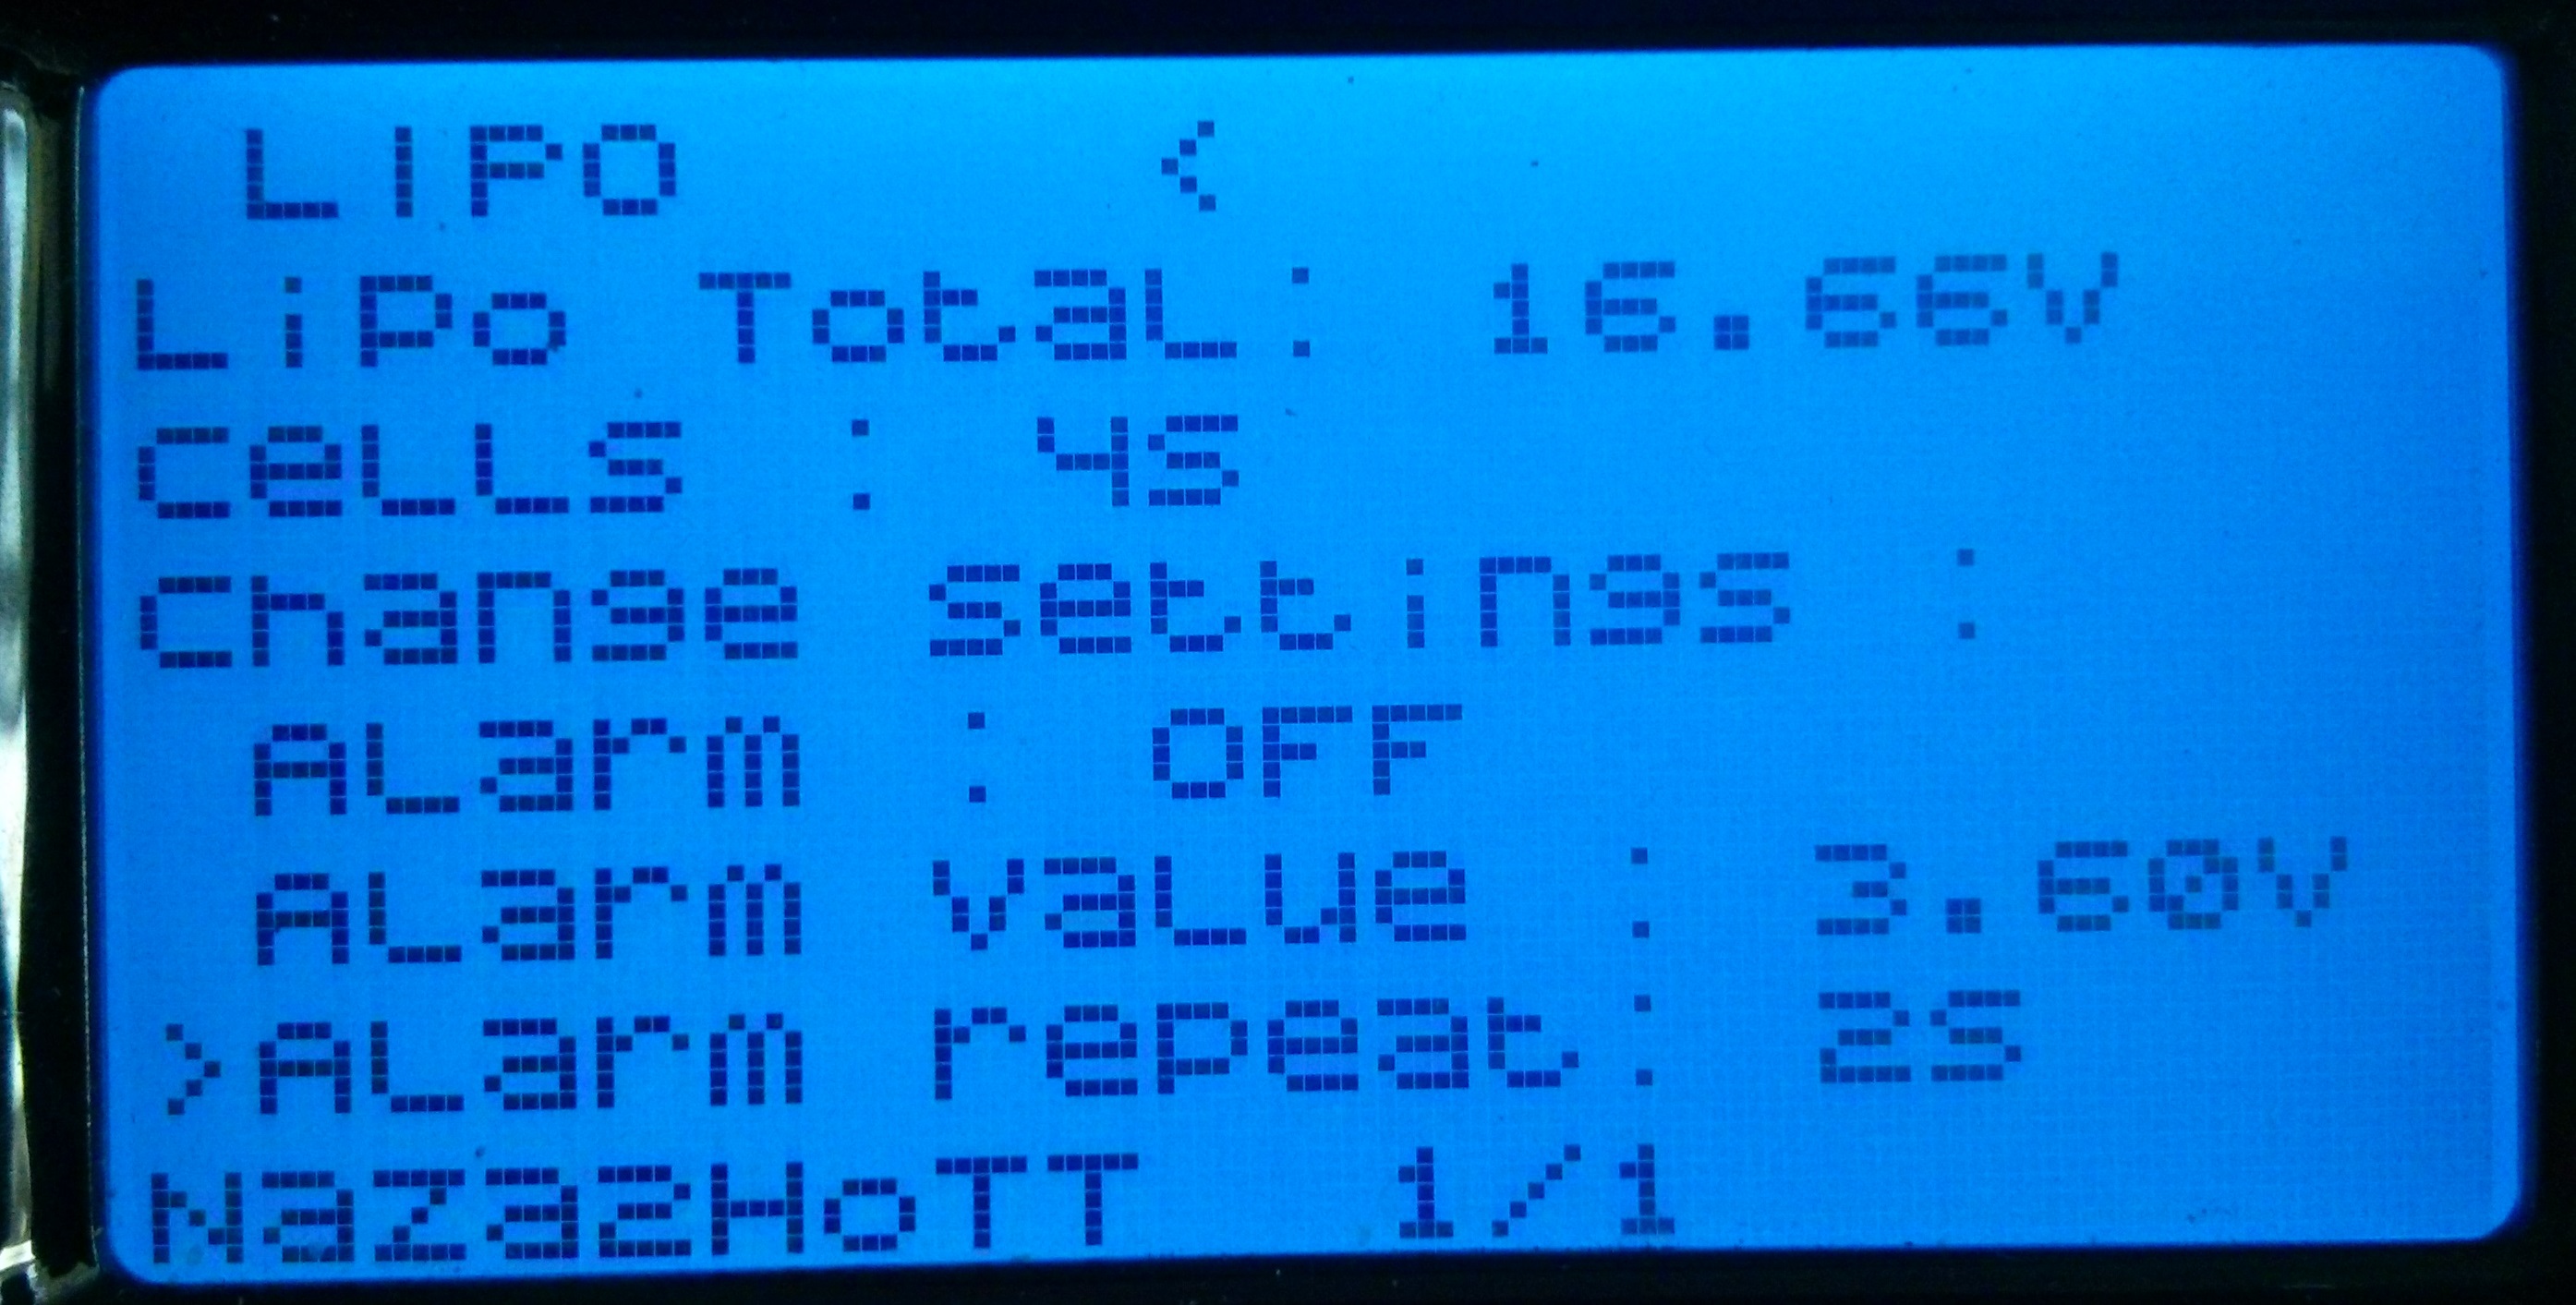 LIPO <
LiPo Total: 16.66V
Cells : 4S
Change settings :
Alarm : OFF
Alarm value : 3.60V
>Alarm repeat: 2S
Naza2HoTT 1/1